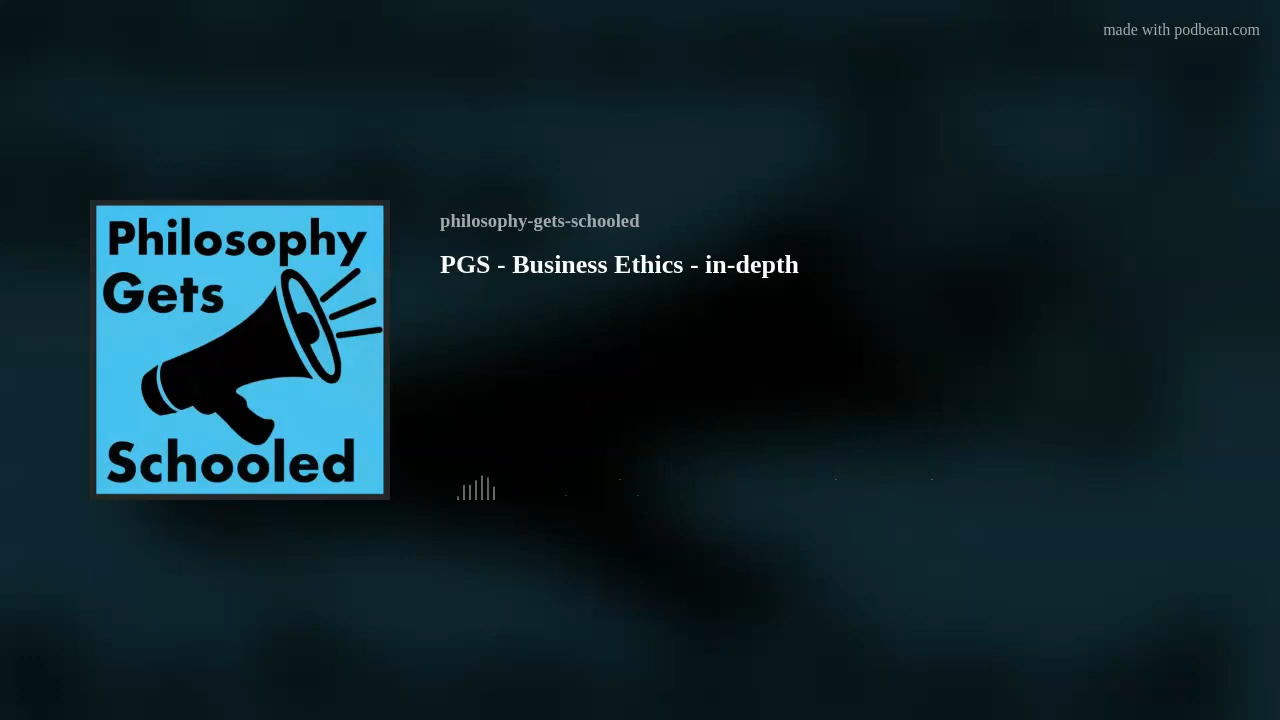 made with podbean.com
Philosophy
Gets
Schooled
philosophy-gets-schooled
PGS - Business Ethics - in-depth